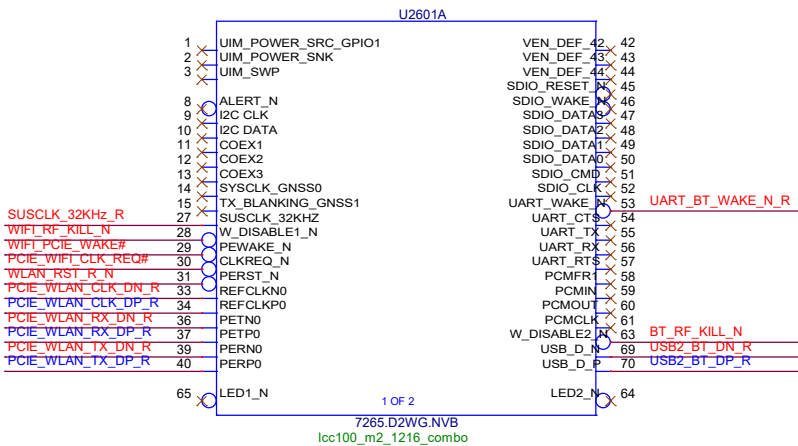 U2601A
1 UIM_POWER_SRC_GPIO1 VEN_DEF_42 42
2 UIM_POWER_SNK VEN_DEF_43 43
3 UIM_SWP VEN_DEF_44 44
SDIO_RESET_N 45
8 ALERT_N SDIO_WAKE_N 46
9 I2C CLK SDIO_DATA3 47
10 I2C DATA SDIO_DATA2 48
11 COEX1 SDIO_DATA1 49
12 COEX2 SDIO_DATA0 50
13 COEX3 SDIO_CMD 51
14 SYSCLK_GNSS0 SDIO_CLK 52
15 TX_BLANKING_GNSS1 UART_WAKE_N 53 UART_BT_WAKE_N_R
SUSCLK_32KHz_R 27 SUSCLK_32KHZ UART_CTS 54
WIFI_RF_KILL_N 28 W_DISABLE1_N UART_TX 55
WIFI_PCIE_WAKE# 29 PEWAKE_N UART_RX 56
PCIE_WIFI_CLK_REQ# 30 CLKREQ_N UART_RTS 57
WLAN_RST_R_N 31 PERST_N PCMFR1 58
PCIE_WLAN_CLK_DN_R 33 REFCLKN0 PCMIN 59
PCIE_WLAN_CLK_DP_R 34 REFCLKP0 PCMOUT 60
PCIE_WLAN_RX_DN_R 36 PETN0 PCMCLK 61
PCIE_WLAN_RX_DP_R 37 PETP0 W_DISABLE2_N 63 BT_RF_KILL_N
PCIE_WLAN_TX_DN_R 39 PERN0 USB_D_N 69 USB2_BT_DN_R
PCIE_WLAN_TX_DP_R 40 PERP0 USB_D_P 70 USB2_BT_DP_R
65 LED1_N LED2_N 64
1 OF 2
7265.D2WG.NVB
lcc100_m2_1216_combo